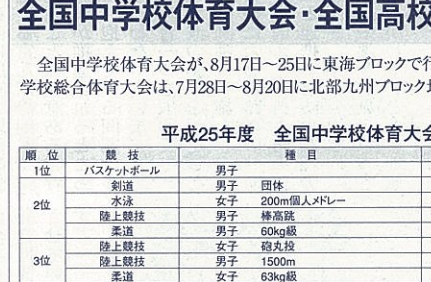 全国中学校体育大会・全国高校
全国中学校体育大会が、8月17日～25日に東海ブロックで
学校総合体育大会は、7月28日～8月20日に北部九州ブロック
平成25年度 全国中学校体育大会
順位 競技 種目
1位 バスケットボール 男子
2位 剣道 男子 団体
水泳 女子 200m個人メドレー
陸上競技 男子 棒高跳
柔道 男子 60kg級
3位 陸上競技 女子 砲丸投
陸上競技 男子 1500m
柔道 女子 63kg級